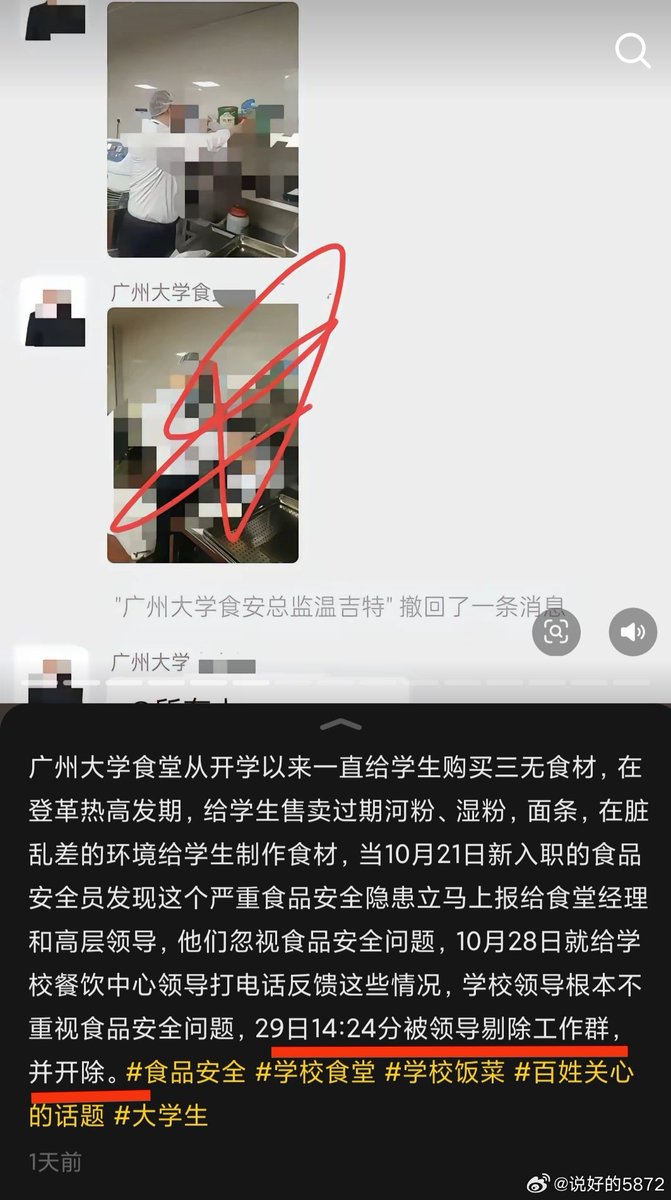 广州大学食
"广州大学食安总监温吉特" 撤回了一条消息
广州大学
广州大学食堂从开学以来一直给学生购买三无食材，在
登革热高发期，给学生售卖过期河粉、湿粉，面条，在脏
乱差的环境给学生制作食材，当10月21日新入职的食品
安全员发现这个严重食品安全隐患立马上报给食堂经理
和高层领导，他们忽视食品安全问题，10月28日就给学
校餐饮中心领导打电话反馈这些情况，学校领导根本不
重视食品安全问题，29日14:24分被领导剔除工作群，
并开除。#食品安全 #学校食堂 #学校饭菜 #百姓关心
的话题 #大学生
1天前
@说好的5872